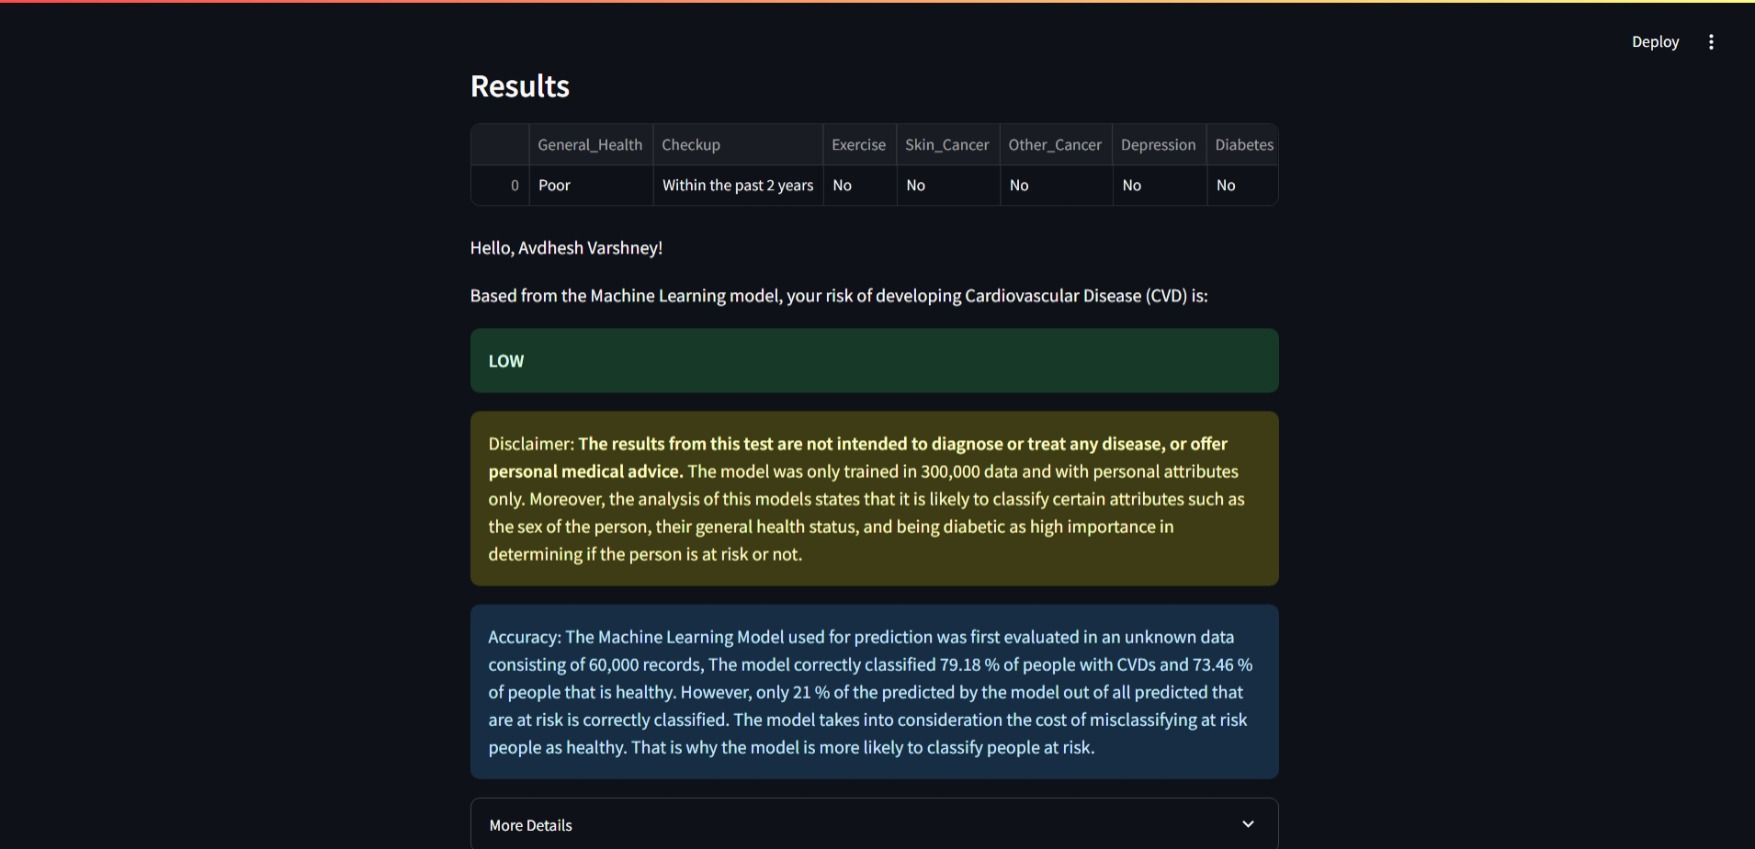 Deploy
Results
General_Health Checkup Exercise Skin_Cancer Other_Cancer Depression Diabetes
0 Poor Within the past 2 years No No No No No
Hello, Avdhesh Varshney!
Based from the Machine Learning model, your risk of developing Cardiovascular Disease (CVD) is:
LOW
Disclaimer: The results from this test are not intended to diagnose or treat any disease, or offer
personal medical advice. The model was only trained in 300,000 data and with personal attributes
only. Moreover, the analysis of this models states that it is likely to classify certain attributes such as
the sex of the person, their general health status, and being diabetic as high importance in
determining if the person is at risk or not.
Accuracy: The Machine Learning Model used for prediction was first evaluated in an unknown data
consisting of 60,000 records, The model correctly classified 79.18 % of people with CVDs and 73.46 %
of people that is healthy. However, only 21 % of the predicted by the model out of all predicted that
are at risk is correctly classified. The model takes into consideration the cost of misclassifying at risk
people as healthy. That is why the model is more likely to classify people at risk.
More Details